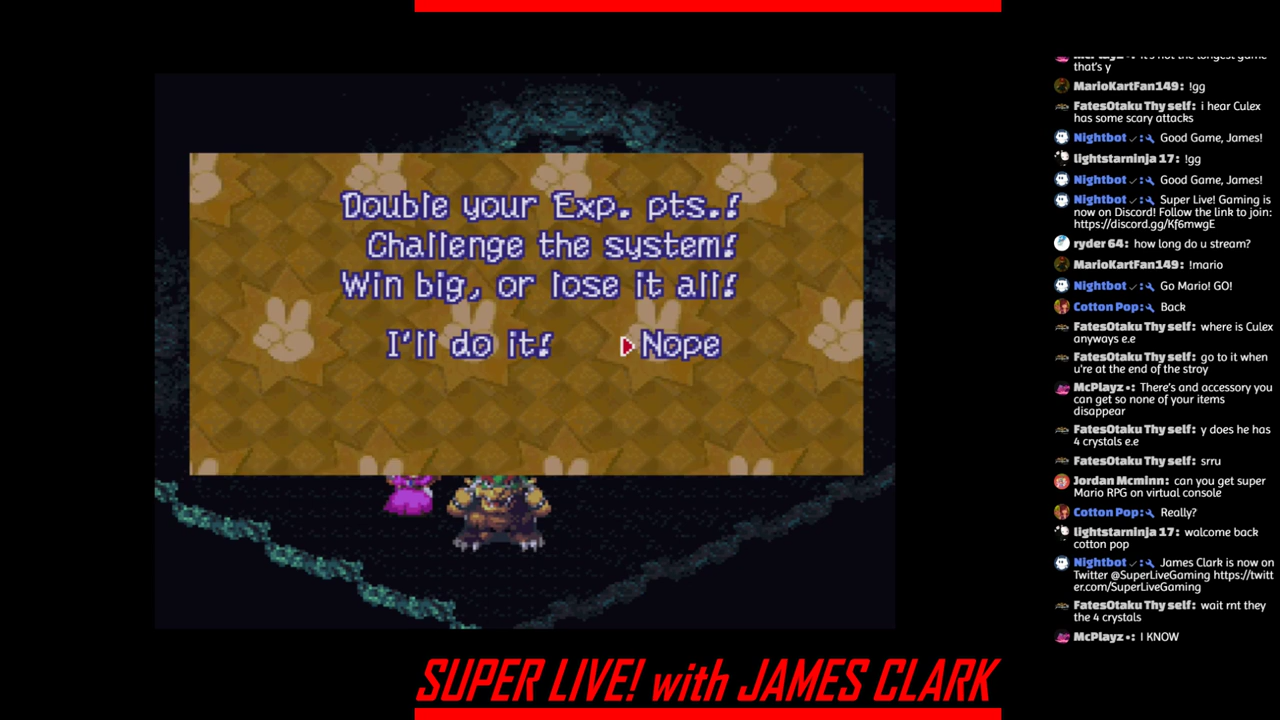 Double your Exp. pts.!
Challenge the system!
Win big, or lose it all!
I'll do it! Nope
SUPER LIVE! with JAMES CLARK
that's y
MarioKartFan149: !gg
FatesOtaku Thy self: i hear Culex
has some scary attacks
Nightbot: Good Game, James!
lightstarninja 17: !gg
Nightbot: Good Game, James!
Nightbot: Super Live! Gaming is
now on Discord! Follow the link to join:
https://discord.gg/Kf6mwgE
ryder 64: how long do u stream?
MarioKartFan149: !mario
Nightbot: Go Mario! GO!
Cotton Pop: Back
FatesOtaku Thy self: where is Culex
anyways e.e
FatesOtaku Thy self: go to it when
u're at the end of the stroy
McPlayz: There's and accessory you
can get so none of your items
disappear
FatesOtaku Thy self: y does he has
4 crystals e.e
FatesOtaku Thy self: srru
Jordan Mcminn: can you get super
Mario RPG on virtual console
Cotton Pop: Really?
lightstarninja 17: walcome back
cotton pop
Nightbot: James Clark is now on
Twitter @SuperLiveGaming https://twitt
er.com/SuperLiveGaming
FatesOtaku Thy self: wait rnt they
the 4 crystals
McPlayz: I KNOW